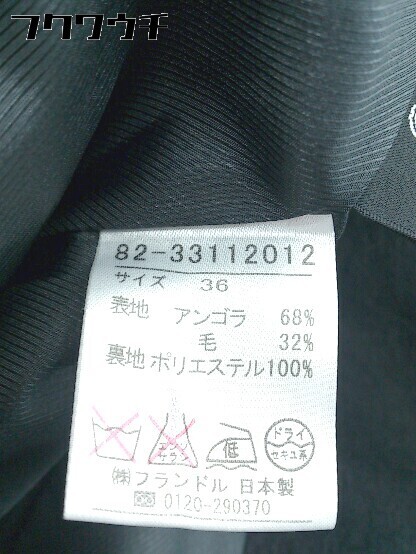 フクウウチ
82-33112012
サイズ 36
表地 アンゴラ 68%
毛 32%
裏地 ポリエステル100%
エンソ サラシ 低 ドライ セキユ系
㈱フランドル 日本製
0120-290370